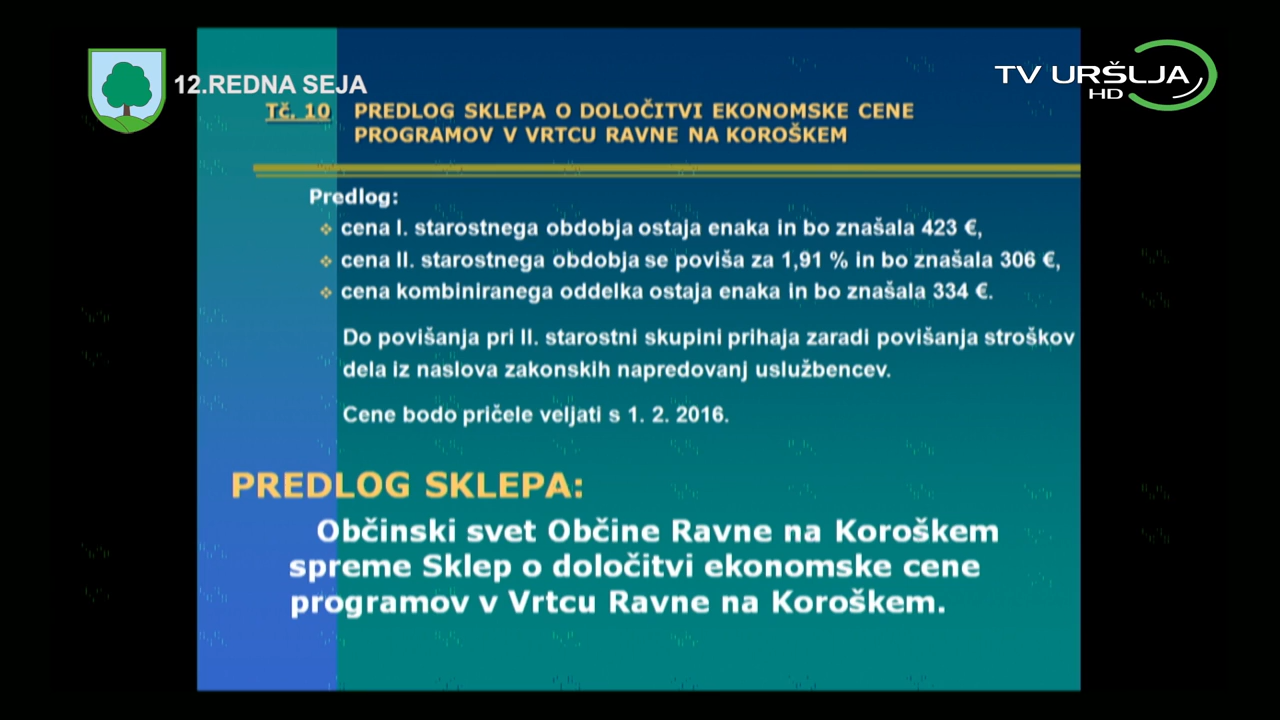 12.REDNA SEJA
TV URŠLJA
HD
Tč. 10 PREDLOG SKLEPA O DOLOČITVI EKONOMSKE CENE
PROGRAMOV V VRTCU RAVNE NA KOROŠKEM
Predlog:
cena I. starostnega obdobja ostaja enaka in bo znašala 423 €,
cena II. starostnega obdobja se poviša za 1,91 % in bo znašala 306 €,
cena kombiniranega oddelka ostaja enaka in bo znašala 334 €.
Do povišanja pri II. starostni skupini prihaja zaradi povišanja stroškov
dela iz naslova zakonskih napredovanj uslužbencev.
Cene bodo pričele veljati s 1. 2. 2016.
PREDLOG SKLEPA:
Občinski svet Občine Ravne na Koroškem
spreme Sklep o določitvi ekonomske cene
programov v Vrtcu Ravne na Koroškem.